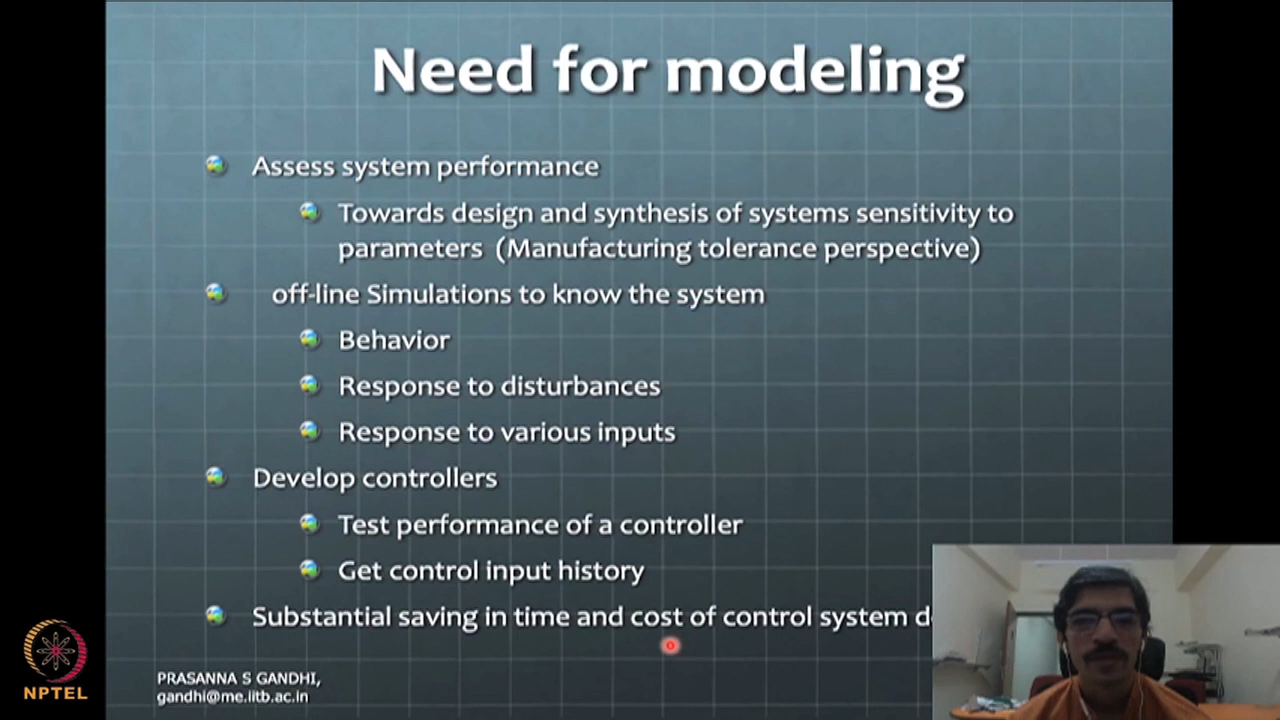 Need for modeling
Assess system performance
Towards design and synthesis of systems sensitivity to
parameters (Manufacturing tolerance perspective)
off-line Simulations to know the system
Behavior
Response to disturbances
Response to various inputs
Develop controllers
Test performance of a controller
Get control input history
Substantial saving in time and cost of control system
PRASANNA S GANDHI,
gandhi@me.iitb.ac.in
NPTEL